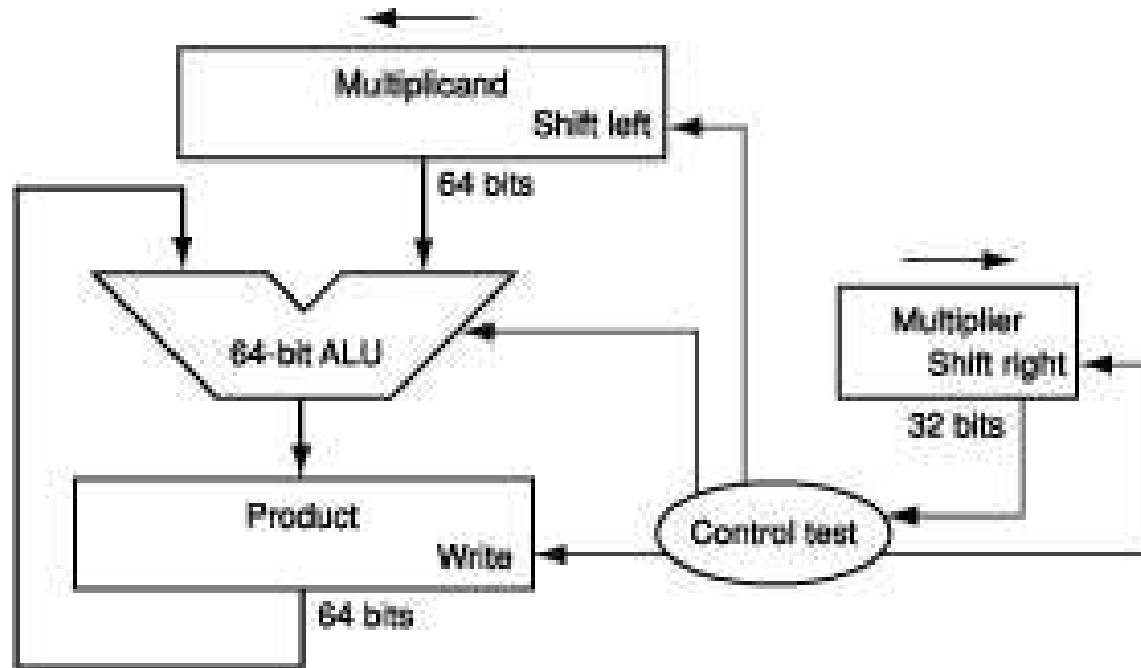 Multiplicand
Shift left
64 bits
64-bit ALU
Multiplier
Shift right
32 bits
Product
Write
Control test
64 bits